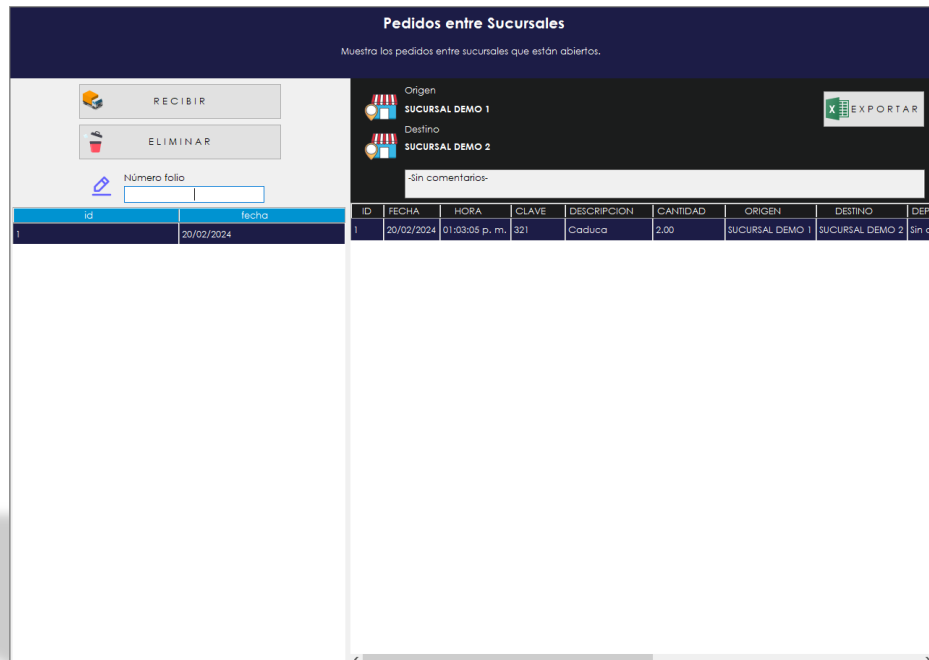 Pedidos entre Sucursales
Muestra los pedidos entre sucursales que están abiertos.
RECIBIR
ELIMINAR
Número folio
id fecha
1 20/02/2024
Origen
SUCURSAL DEMO 1
Destino
SUCURSAL DEMO 2
EXPORTAR
-Sin comentarios-
ID FECHA HORA CLAVE DESCRIPCION CANTIDAD ORIGEN DESTINO DEP
1 20/02/2024 01:03:05 p. m. 321 Caduca 2.00 SUCURSAL DEMO 1 SUCURSAL DEMO 2 Sin